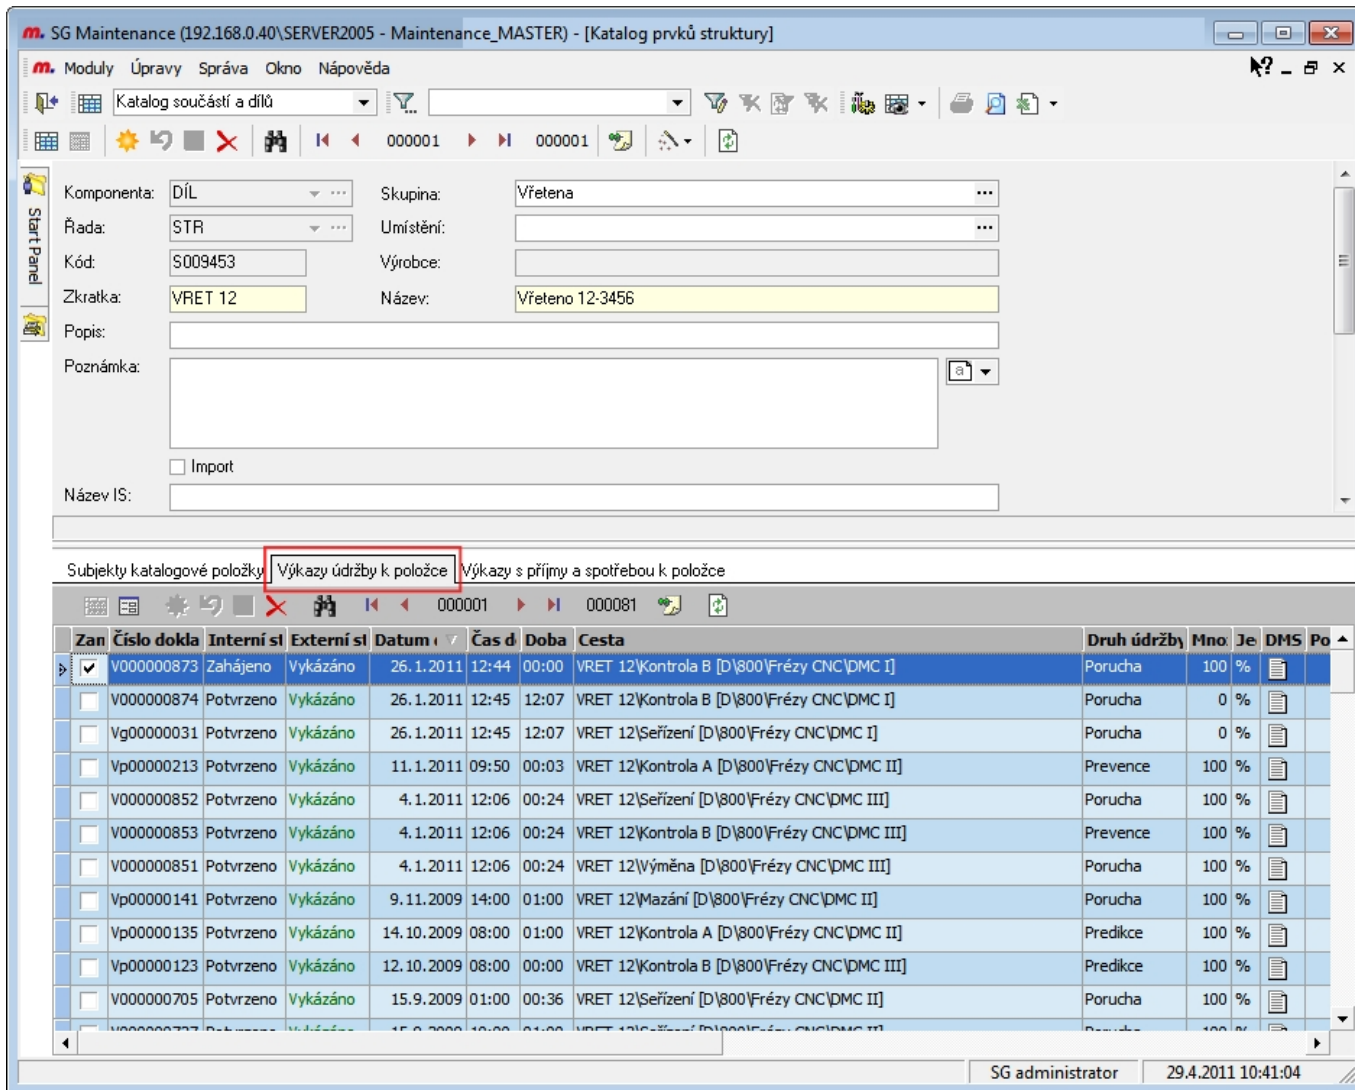 m. SG Maintenance (192.168.0.40\SERVER2005 - Maintenance_MASTER) - [Katalog prvků struktury]
m. Moduly Úpravy Správa Okno Nápověda
Katalog součástí a dílů
000001 000001
Start Panel
Komponenta: DÍL Skupina: Vřetena
Řada: STR Umístění:
Kód: S009453 Výrobce:
Zkratka: VRET 12 Název: Vřeteno 12-3456
Popis:
Poznámka: a
Import
Název IS:
Subjekty katalogové položky Výkazy údržby k položce Výkazy s příjmy a spotřebou k položce
000001 000081
Zan Číslo dokla Interní st Externí st Datum Čas d Doba Cesta Druh údržby Mno Je DMS Po
V000000873 Zahájeno Vykázáno 26.1.2011 12:44 00:00 VRET 12\Kontrola B [D\800\Frézy CNC\DMC I] Porucha 100 %
V000000874 Potvrzeno Vykázáno 26.1.2011 12:45 12:07 VRET 12\Kontrola B [D\800\Frézy CNC\DMC I] Porucha 0 %
Vg00000031 Potvrzeno Vykázáno 26.1.2011 12:45 12:07 VRET 12\Seřízení [D\800\Frézy CNC\DMC I] Porucha 0 %
Vp00000213 Potvrzeno Vykázáno 11.1.2011 09:50 00:03 VRET 12\Kontrola A [D\800\Frézy CNC\DMC II] Prevence 100 %
V000000852 Potvrzeno Vykázáno 4.1.2011 12:06 00:24 VRET 12\Seřízení [D\800\Frézy CNC\DMC III] Porucha 100 %
V000000853 Potvrzeno Vykázáno 4.1.2011 12:06 00:24 VRET 12\Kontrola B [D\800\Frézy CNC\DMC III] Prevence 100 %
V000000851 Potvrzeno Vykázáno 4.1.2011 12:06 00:24 VRET 12\Výměna [D\800\Frézy CNC\DMC III] Porucha 100 %
Vp00000141 Potvrzeno Vykázáno 9.11.2009 14:00 01:00 VRET 12\Mazání [D\800\Frézy CNC\DMC II] Porucha 100 %
Vp00000135 Potvrzeno Vykázáno 14.10.2009 08:00 01:00 VRET 12\Kontrola A [D\800\Frézy CNC\DMC II] Predikce 100 %
Vp00000123 Potvrzeno Vykázáno 12.10.2009 08:00 00:00 VRET 12\Kontrola B [D\800\Frézy CNC\DMC III] Predikce 100 %
V000000705 Potvrzeno Vykázáno 15.9.2009 01:00 00:36 VRET 12\Seřízení [D\800\Frézy CNC\DMC II] Porucha 100 %
SG administrator 29.4.2011 10:41:04